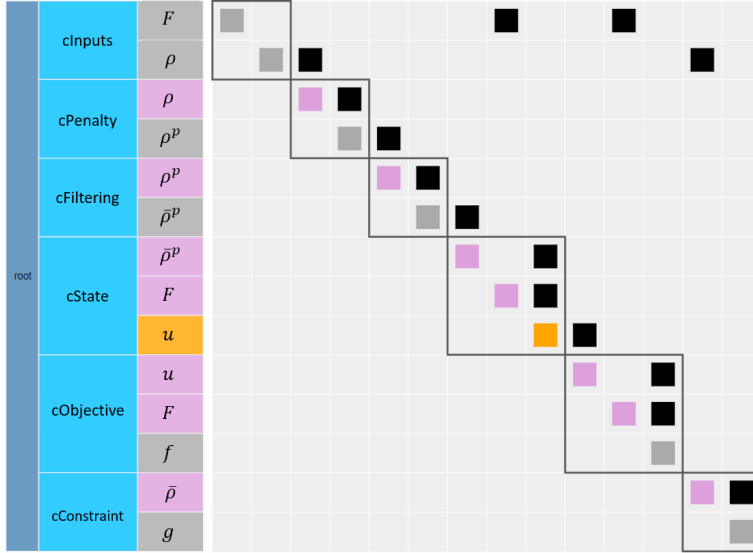 root
cInputs
F
ρ
cPenalty
ρ
ρ^p
cFiltering
ρ^p
ρ̄^p
cState
ρ̄^p
F
u
cObjective
u
F
f
cConstraint
ρ̄
g